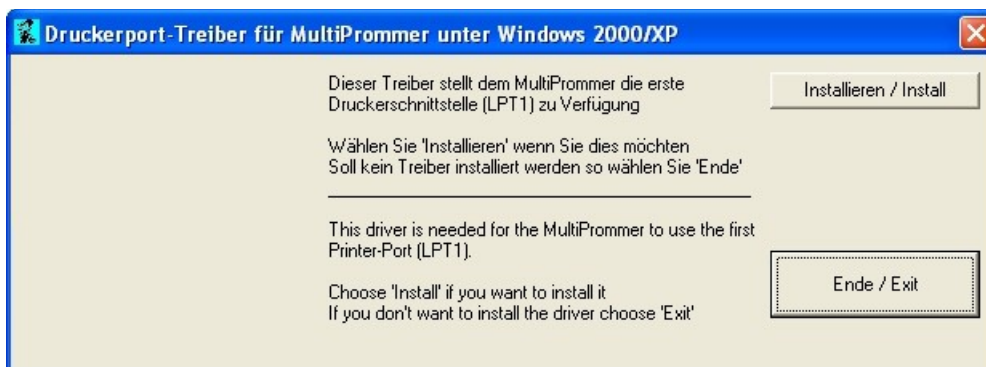 Druckerport-Treiber für MultiPrommer unter Windows 2000/XP
Dieser Treiber stellt dem MultiPrommer die erste
Druckerschnittstelle (LPT1) zu Verfügung
Wählen Sie 'Installieren' wenn Sie dies möchten
Soll kein Treiber installiert werden so wählen Sie 'Ende'
This driver is needed for the MultiPrommer to use the first
Printer-Port (LPT1).
Choose 'Install' if you want to install it
If you don't want to install the driver choose 'Exit'
Installieren / Install
Ende / Exit